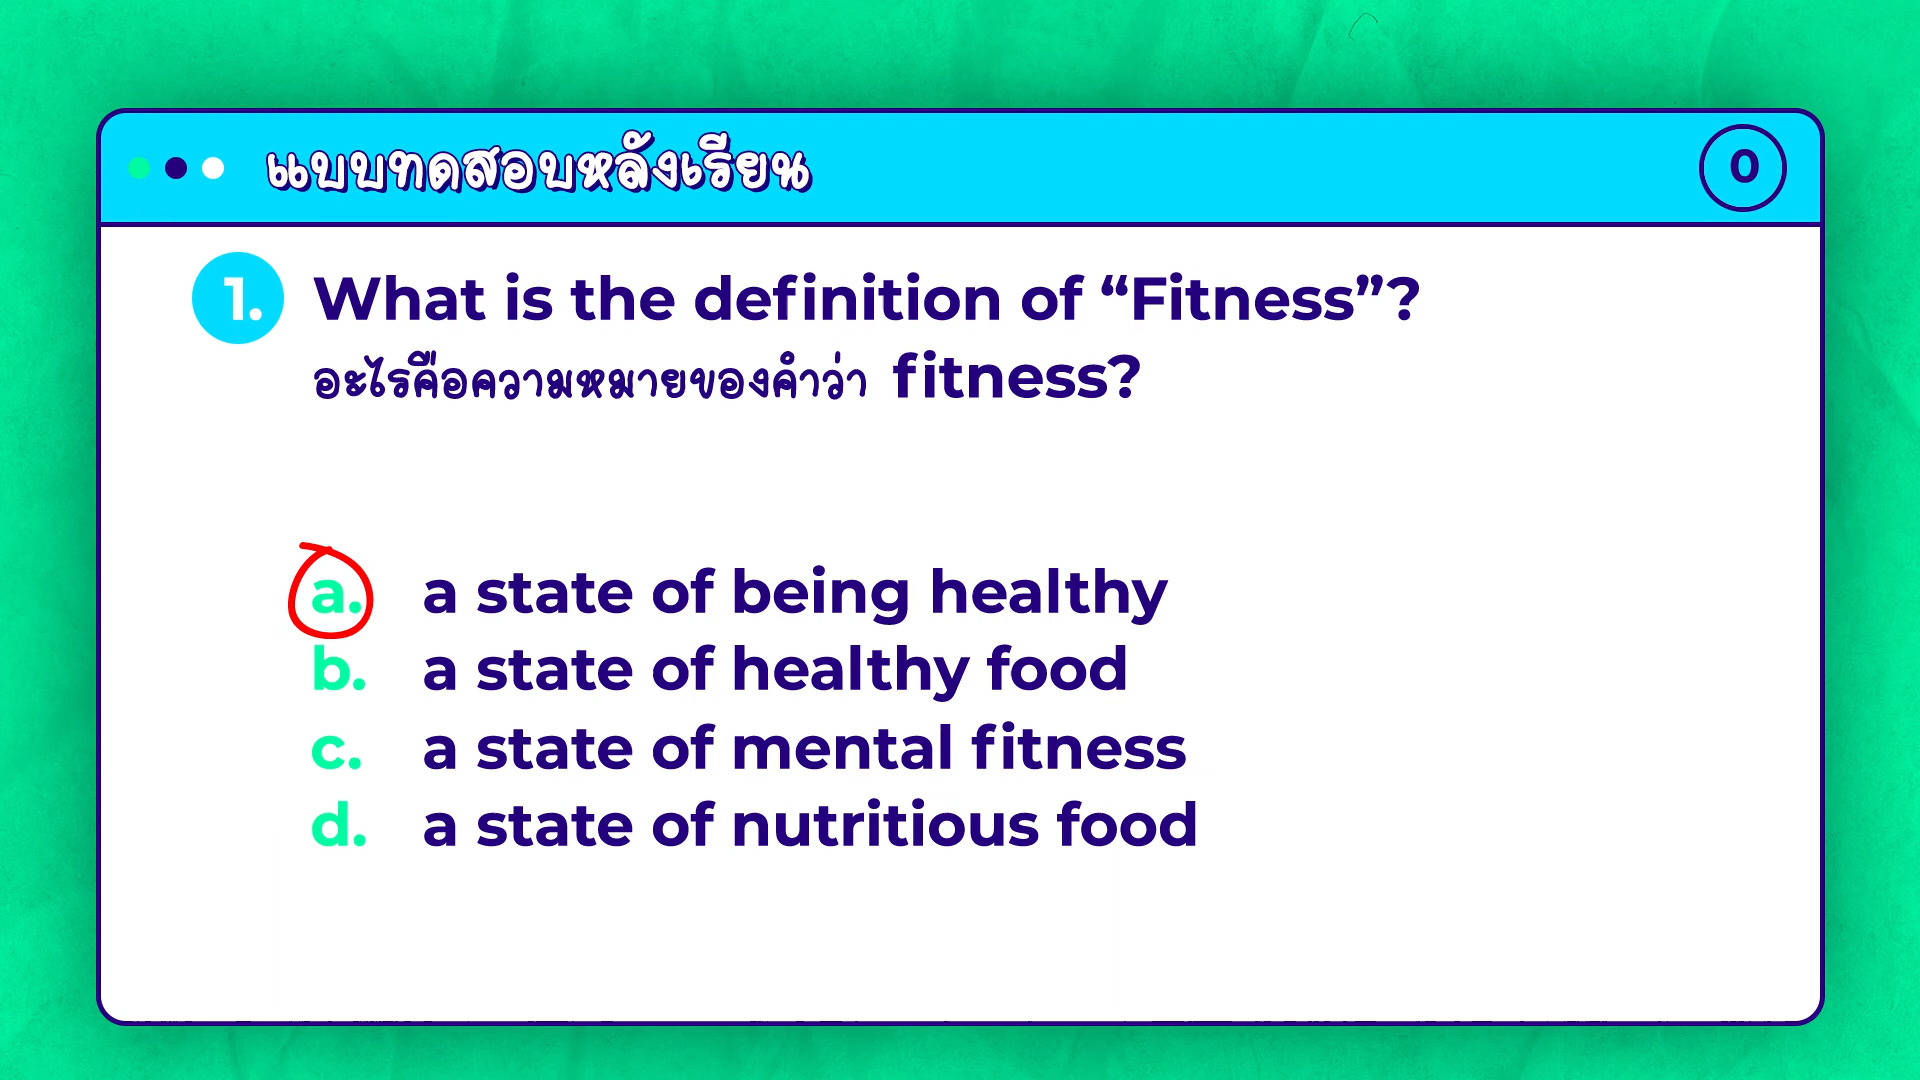 แบบทดสอบหลังเรียน
0
1. What is the definition of “Fitness”?
อะไรคือความหมายของคำว่า fitness?
a. a state of being healthy
b. a state of healthy food
c. a state of mental fitness
d. a state of nutritious food